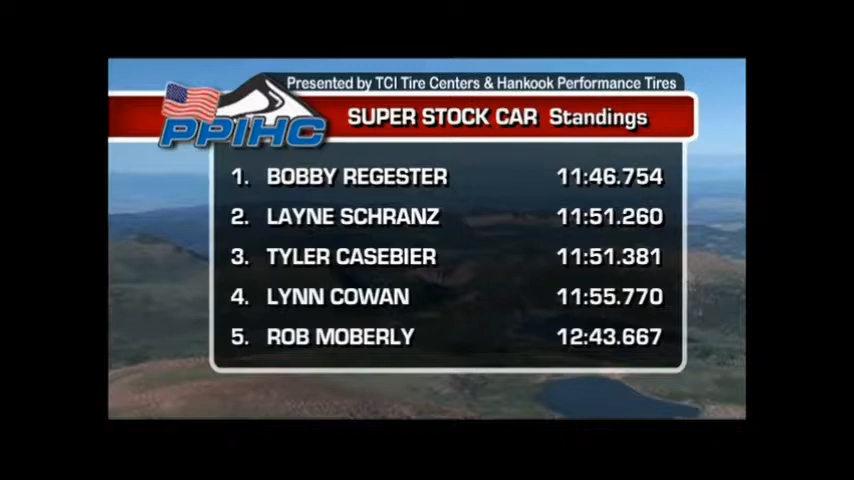 Presented by TCI Tire Centers & Hankook Performance Tires
PPIHC
SUPER STOCK CAR Standings
1. BOBBY REGESTER 11:46.754
2. LAYNE SCHRANZ 11:51.260
3. TYLER CASEBIER 11:51.381
4. LYNN COWAN 11:55.770
5. ROB MOBERLY 12:43.667